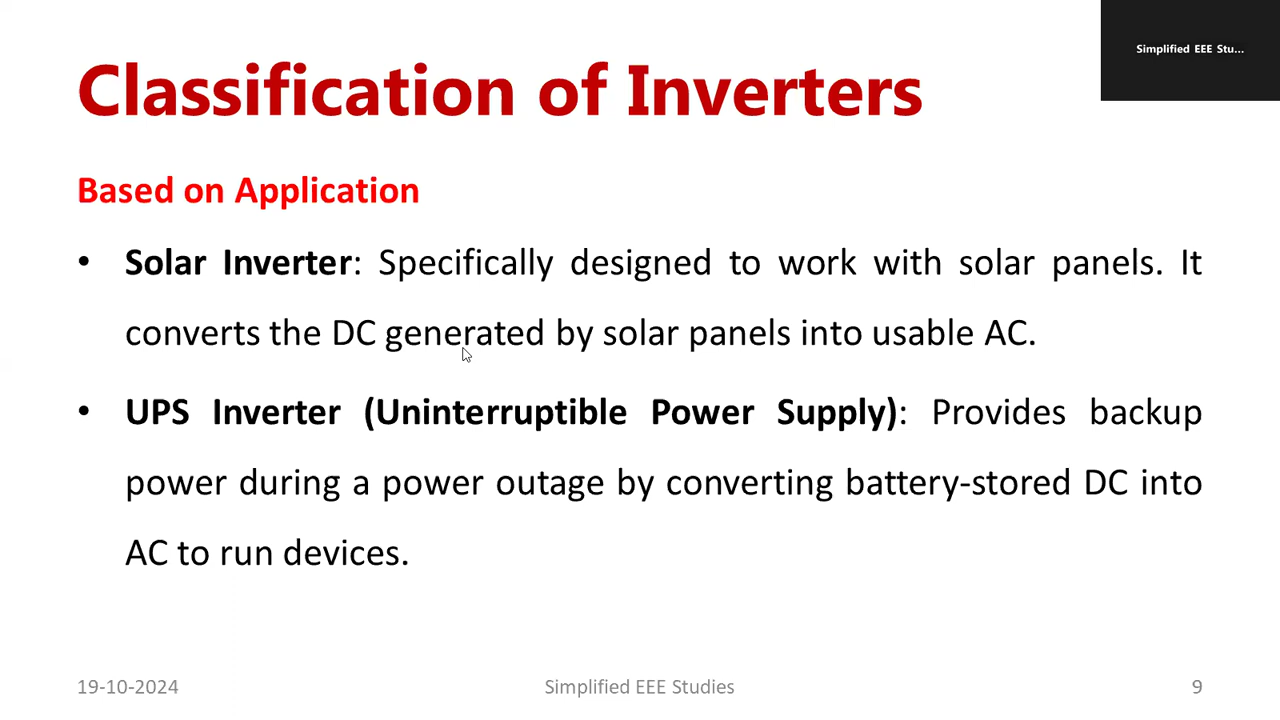 Simplified EEE Stu...
Classification of Inverters
Based on Application
• Solar Inverter: Specifically designed to work with solar panels. It
converts the DC generated by solar panels into usable AC.
• UPS Inverter (Uninterruptible Power Supply): Provides backup
power during a power outage by converting battery-stored DC into
AC to run devices.
19-10-2024
Simplified EEE Studies
9